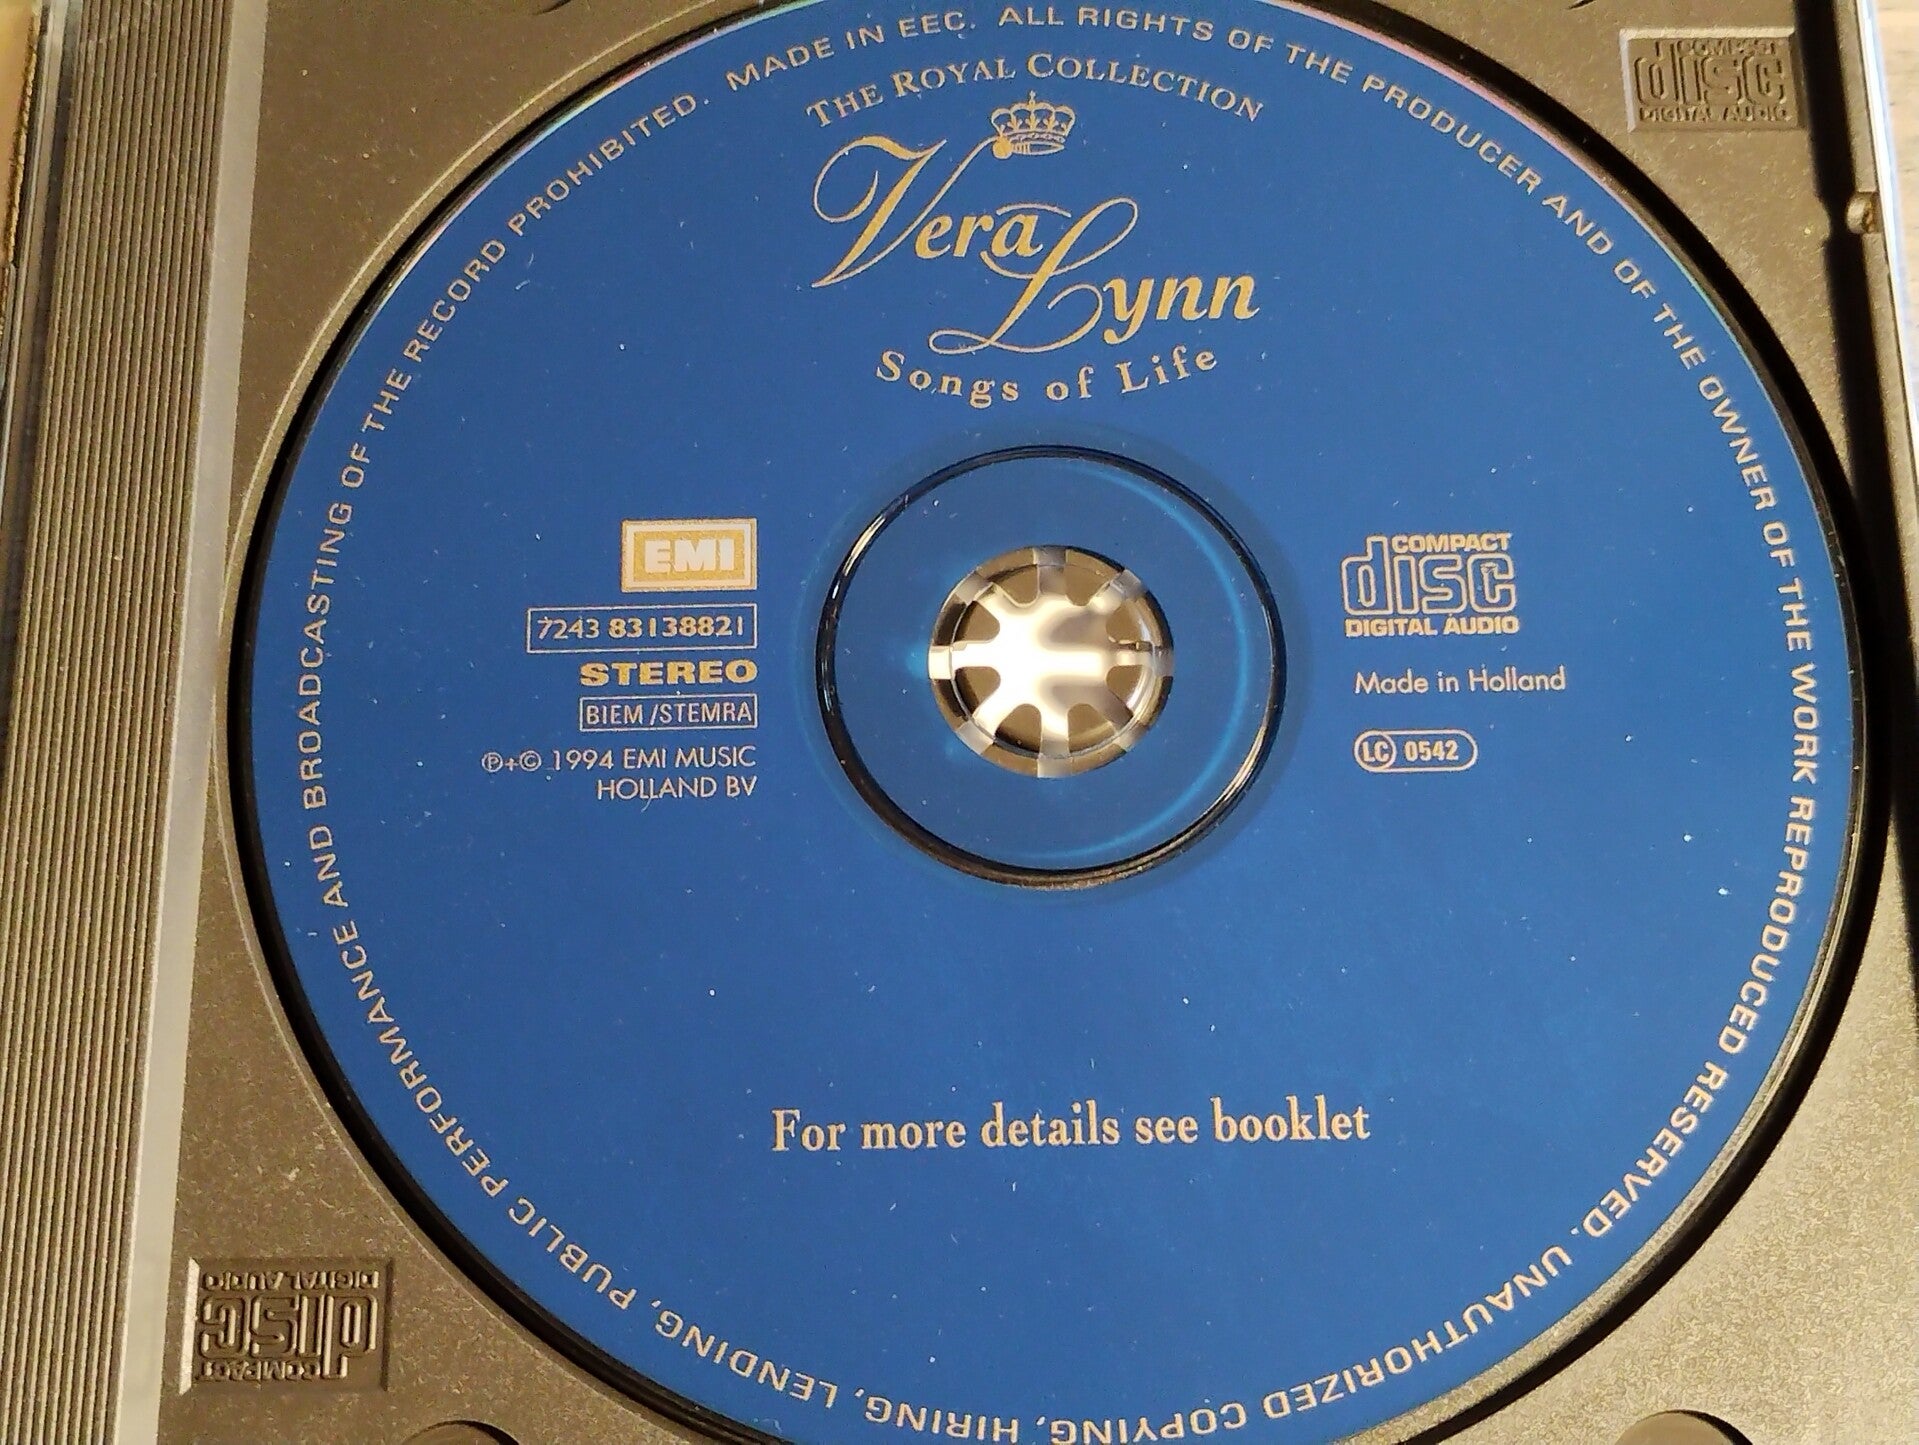 MADE IN EEC. ALL RIGHTS OF THE PRODUCER AND OF THE OWNER OF THE WORK REPRODUCED RESERVED. UNAUTHORIZED COPYING, HIRING, LENDING, PUBLIC PERFORMANCE AND BROADCASTING OF THE RECORD PROHIBITED.
THE ROYAL COLLECTION
Vera
Lynn
Songs of Life
EMI
7243 8313882 1
STEREO
BIEM/STEMRA
℗+© 1994 EMI MUSIC
HOLLAND BV
COMPACT
disc
DIGITAL AUDIO
Made in Holland
LC 0542
For more details see booklet
COMPACT
disc
DIGITAL AUDIO
COMPACT
disc
DIGITAL AUDIO